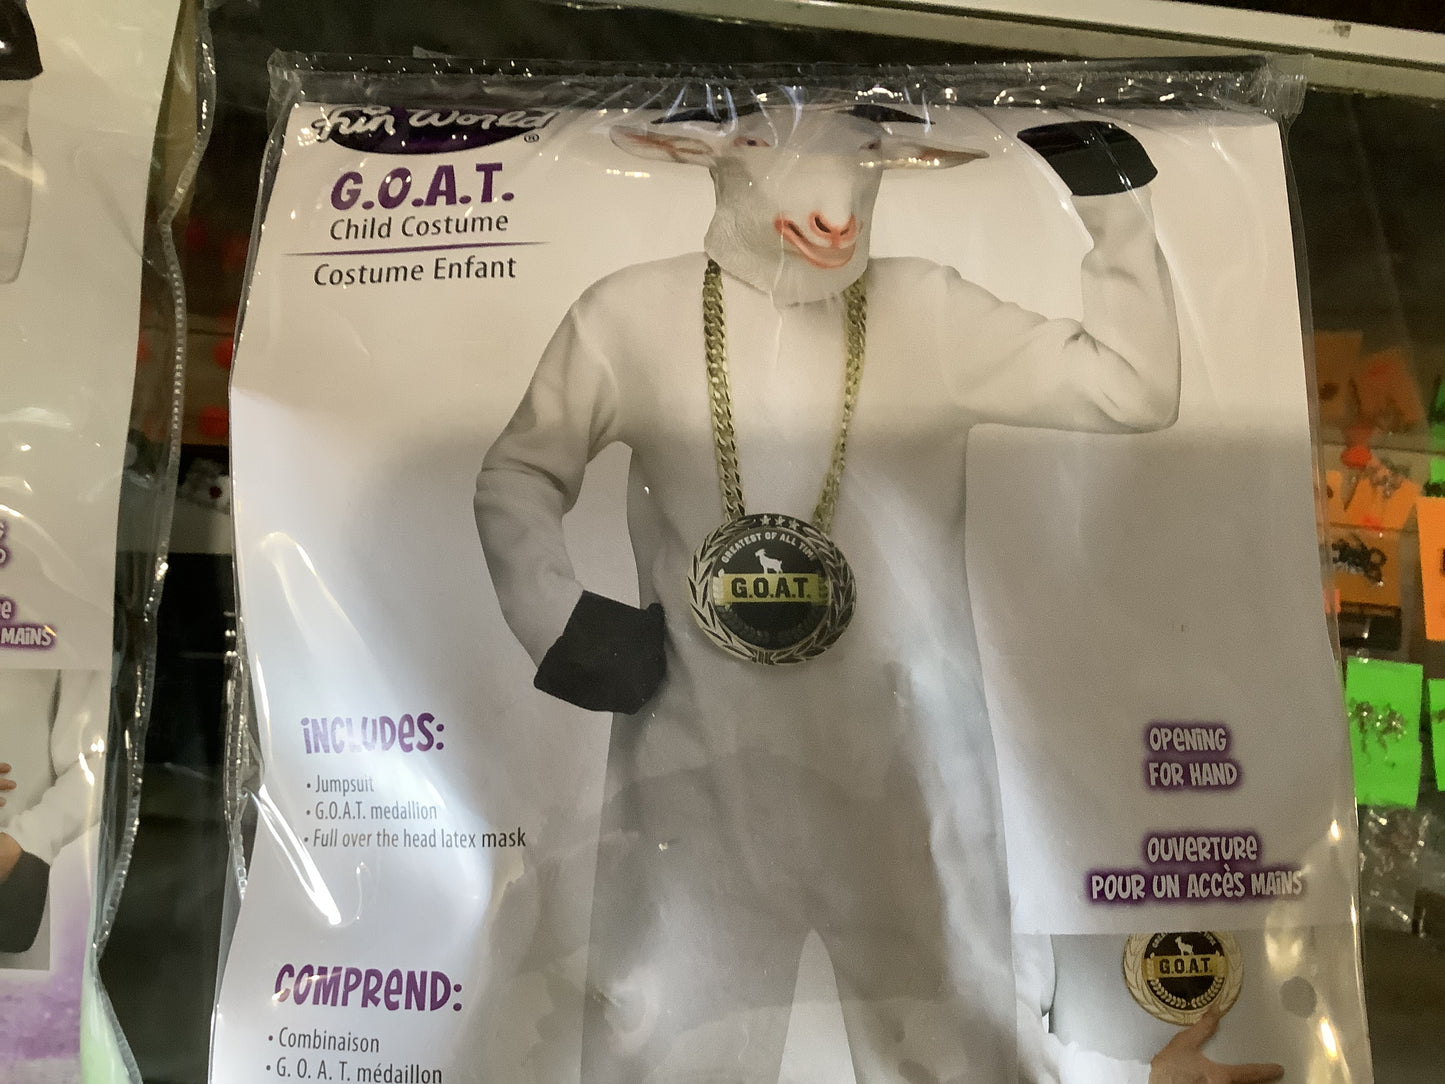 fun World®
G.O.A.T.
Child Costume
Costume Enfant
GREATEST OF ALL TIME
G.O.A.T.
INCLUDES:
• Jumpsuit
• G.O.A.T. medallion
• Full over the head latex mask
OPENING
FOR HAND
OUVERTURE
POUR UN ACCÈS MAINS
COMPREND:
• Combinaison
• G. O. A. T. médaillon
G.O.A.T.
MAINS